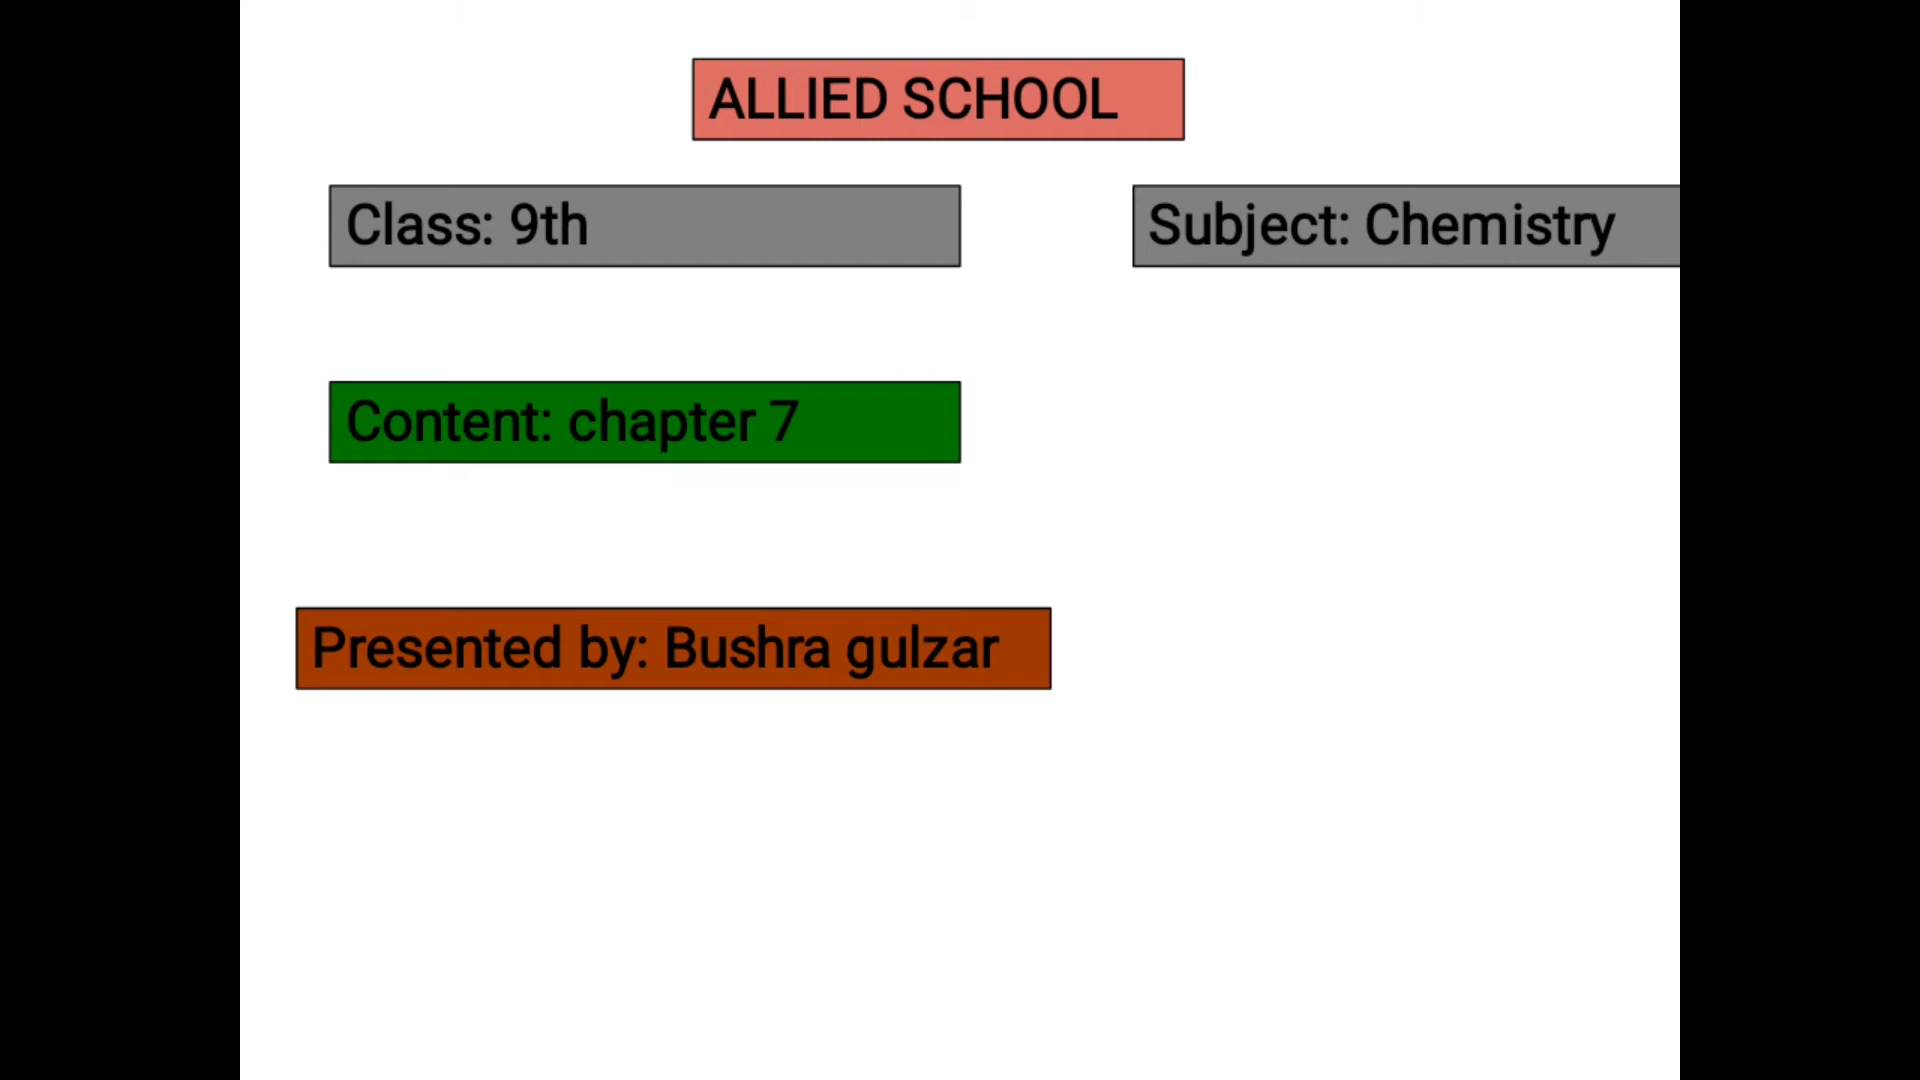 ALLIED SCHOOL
Class: 9th
Subject: Chemistry
Content: chapter 7
Presented by: Bushra gulzar